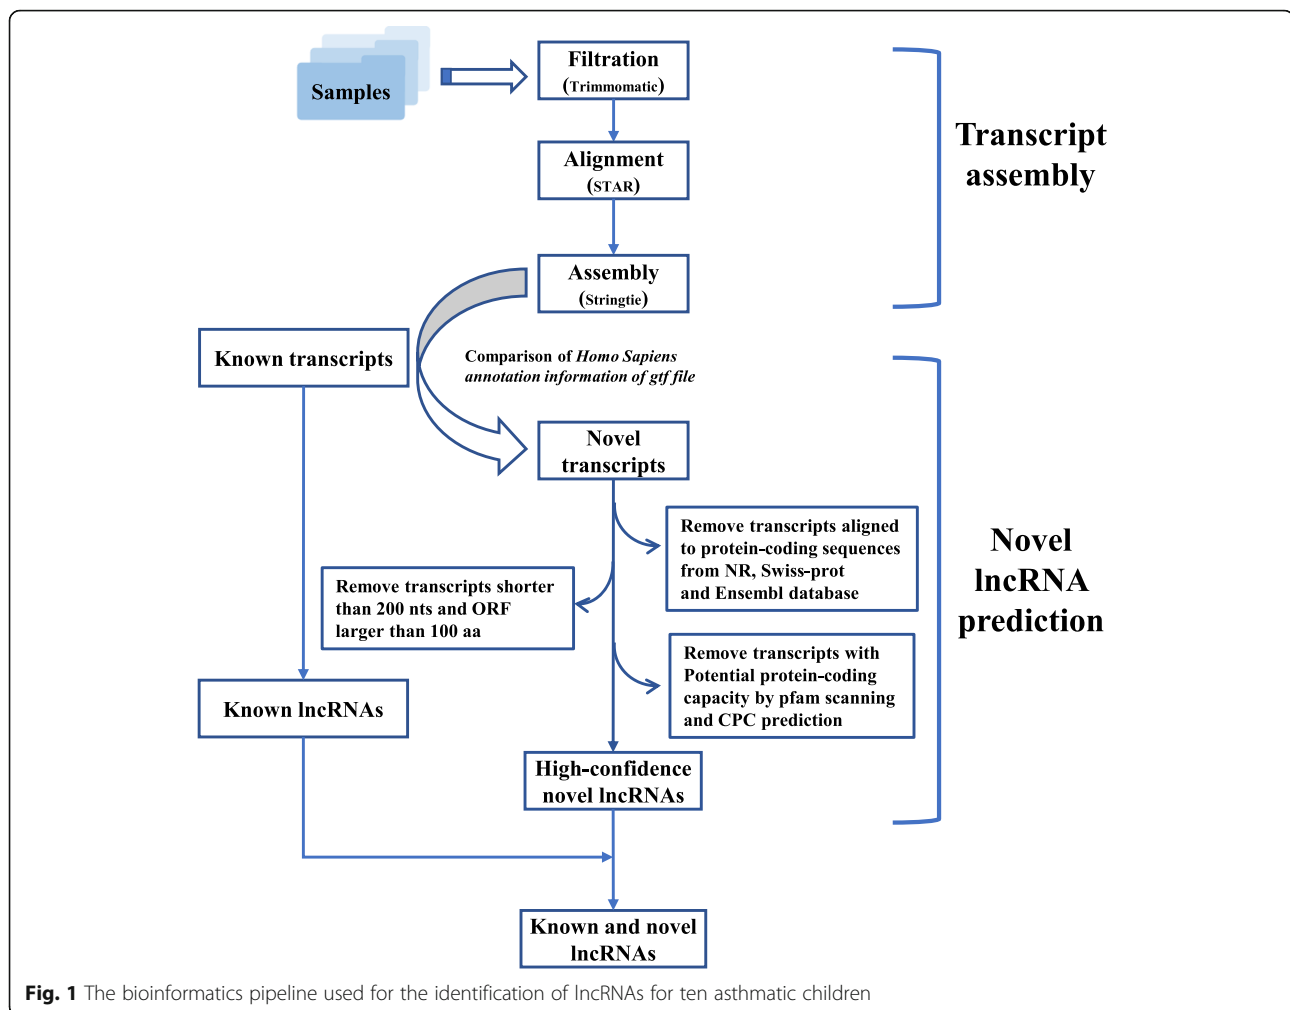 Samples
Filtration
(Trimmomatic)
Alignment
(STAR)
Assembly
(Stringtie)
Transcript
assembly
Known transcripts
Comparison of Homo Sapiens
annotation information of gtf file
Novel
transcripts
Remove transcripts aligned
to protein-coding sequences
from NR, Swiss-prot
and Ensembl database
Remove transcripts shorter
than 200 nts and ORF
larger than 100 aa
Novel
lncRNA
prediction
Remove transcripts with
Potential protein-coding
capacity by pfam scanning
and CPC prediction
Known lncRNAs
High-confidence
novel lncRNAs
Known and novel
lncRNAs
Fig. 1 The bioinformatics pipeline used for the identification of lncRNAs for ten asthmatic children